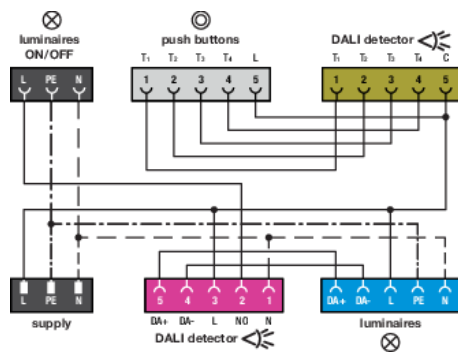 luminaires
ON/OFF
L PE N
push buttons
T₁ T₂ T₃ T₄ L
1 2 3 4 5
DALI detector
T₁ T₂ T₃ T₄ C
1 2 3 4 5
L PE N
supply
5 4 3 2 1
DA+ DA- L NO N
DALI detector
DA+ DA- L PE N
luminaires